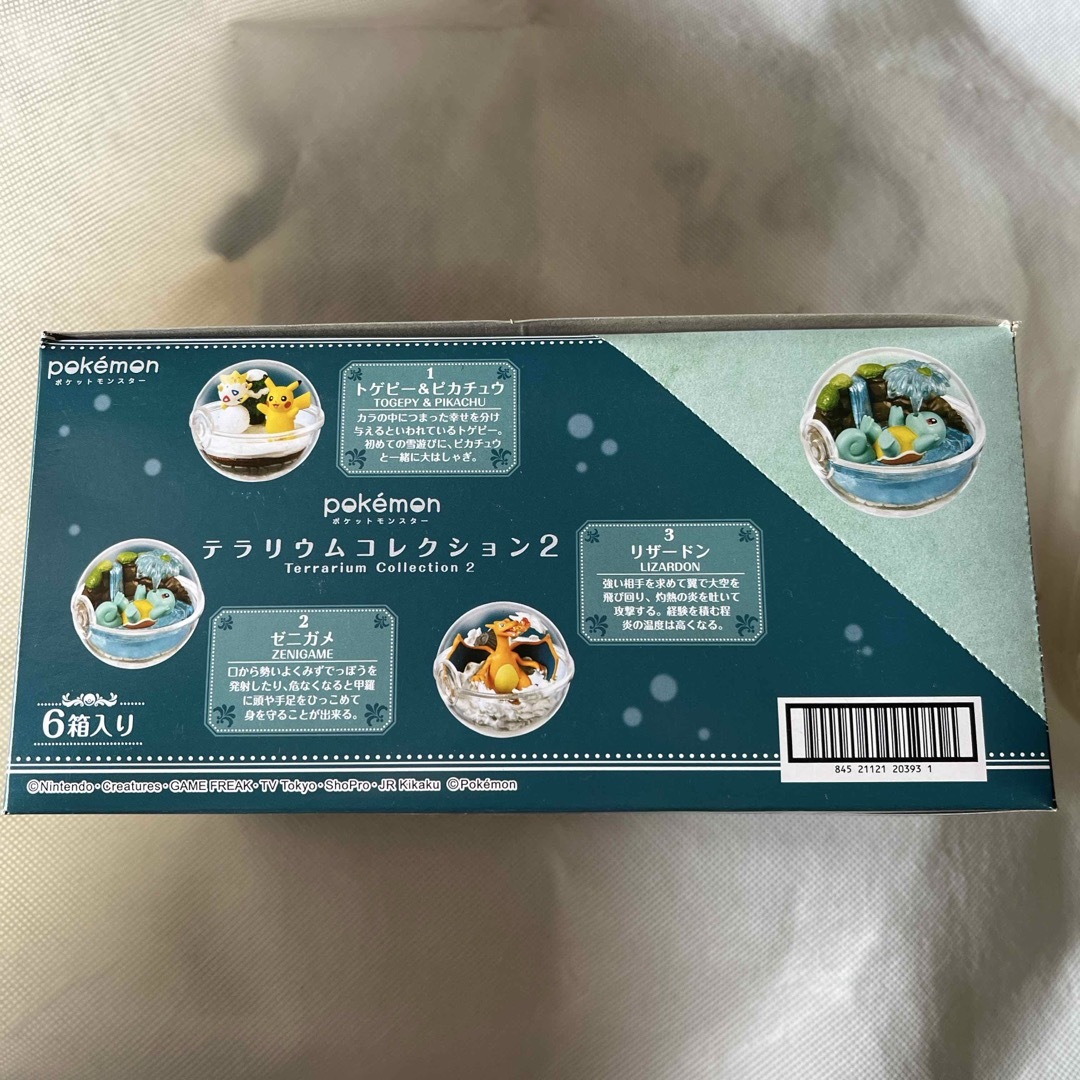 pokémon
ポケットモンスター
1
トゲピー&ピカチュウ
TOGEPY & PIKACHU
カラの中につまった幸せを分け
与えるといわれているトゲピー。
初めての雪遊びに、ピカチュウ
と一緒に大はしゃぎ。
pokémon
ポケットモンスター
テラリウムコレクション2
Terrarium Collection 2
2
ゼニガメ
ZENIGAME
口から勢いよくみずでっぽうを
発射したり、危なくなると甲羅
に頭や手足をひっこめて
身を守ることが出来る。
3
リザードン
LIZARDON
強い相手を求めて翼で大空を
飛び回り、灼熱の炎を吐いて
攻撃する。経験を積む程
炎の温度は高くなる。
6箱入り
845 21121 20393 1
©Nintendo・Creatures・GAME FREAK・TV Tokyo・ShoPro・JR Kikaku ©Pokémon